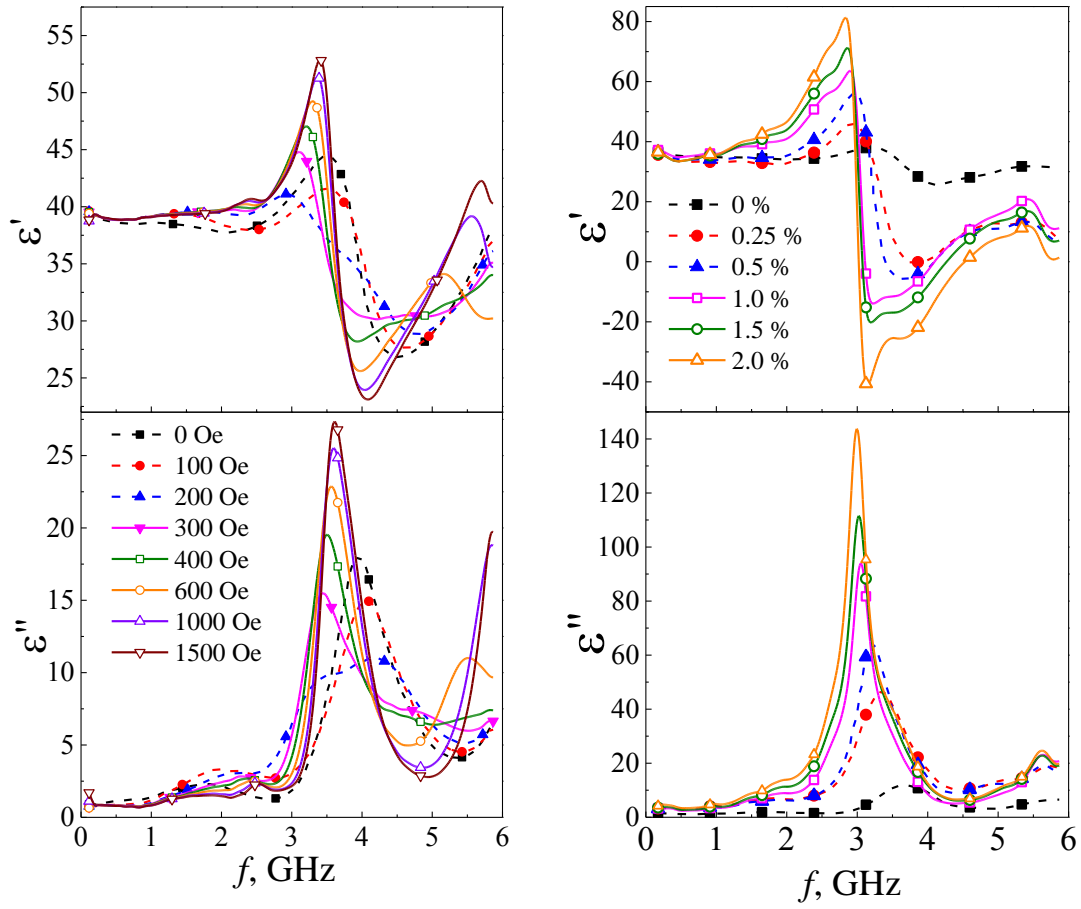 55
50
45
40
35
30
25
ε'
80
60
40
20
0
-20
-40
ε'
0 %
0.25 %
0.5 %
1.0 %
1.5 %
2.0 %
25
20
15
10
5
0
ε''
0 Oe
100 Oe
200 Oe
300 Oe
400 Oe
600 Oe
1000 Oe
1500 Oe
0 1 2 3 4 5 6
f, GHz
140
120
100
80
60
40
20
0
ε''
0 1 2 3 4 5 6
f, GHz